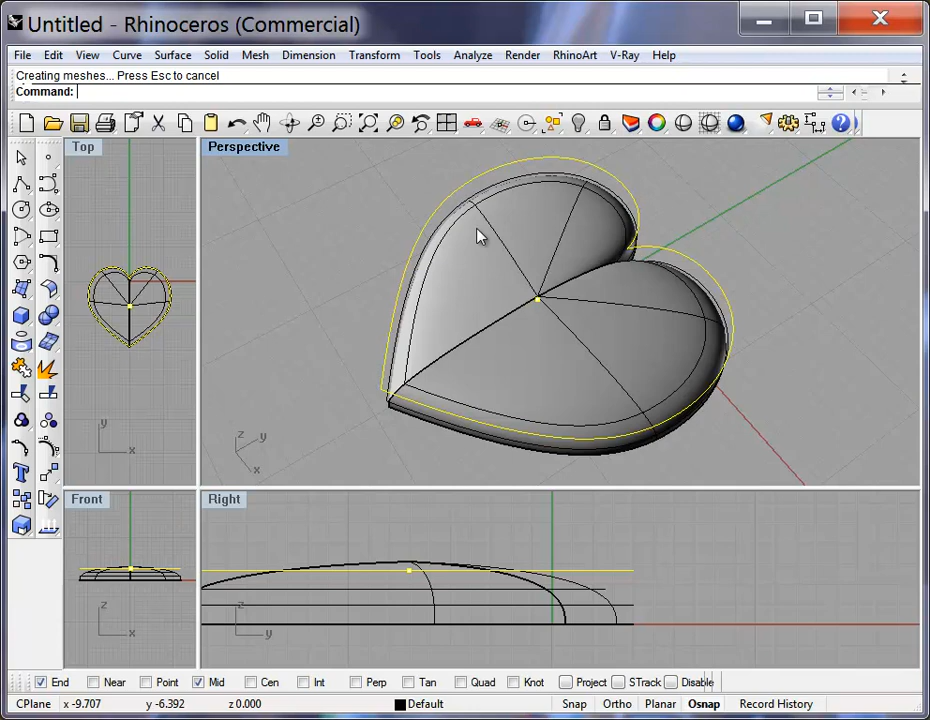 Untitled - Rhinoceros (Commercial)
File Edit View Curve Surface Solid Mesh Dimension Transform Tools Analyze Render RhinoArt V-Ray Help
Creating meshes... Press Esc to cancel
Command:
Top
Perspective
y
x
z
y
x
Front
Right
z
x
z
y
End Near Point Mid Cen Int Perp Tan Quad Knot Project STrack Disable
CPlane x -9.707 y -6.392 z 0.000 Default Snap Ortho Planar Osnap Record History